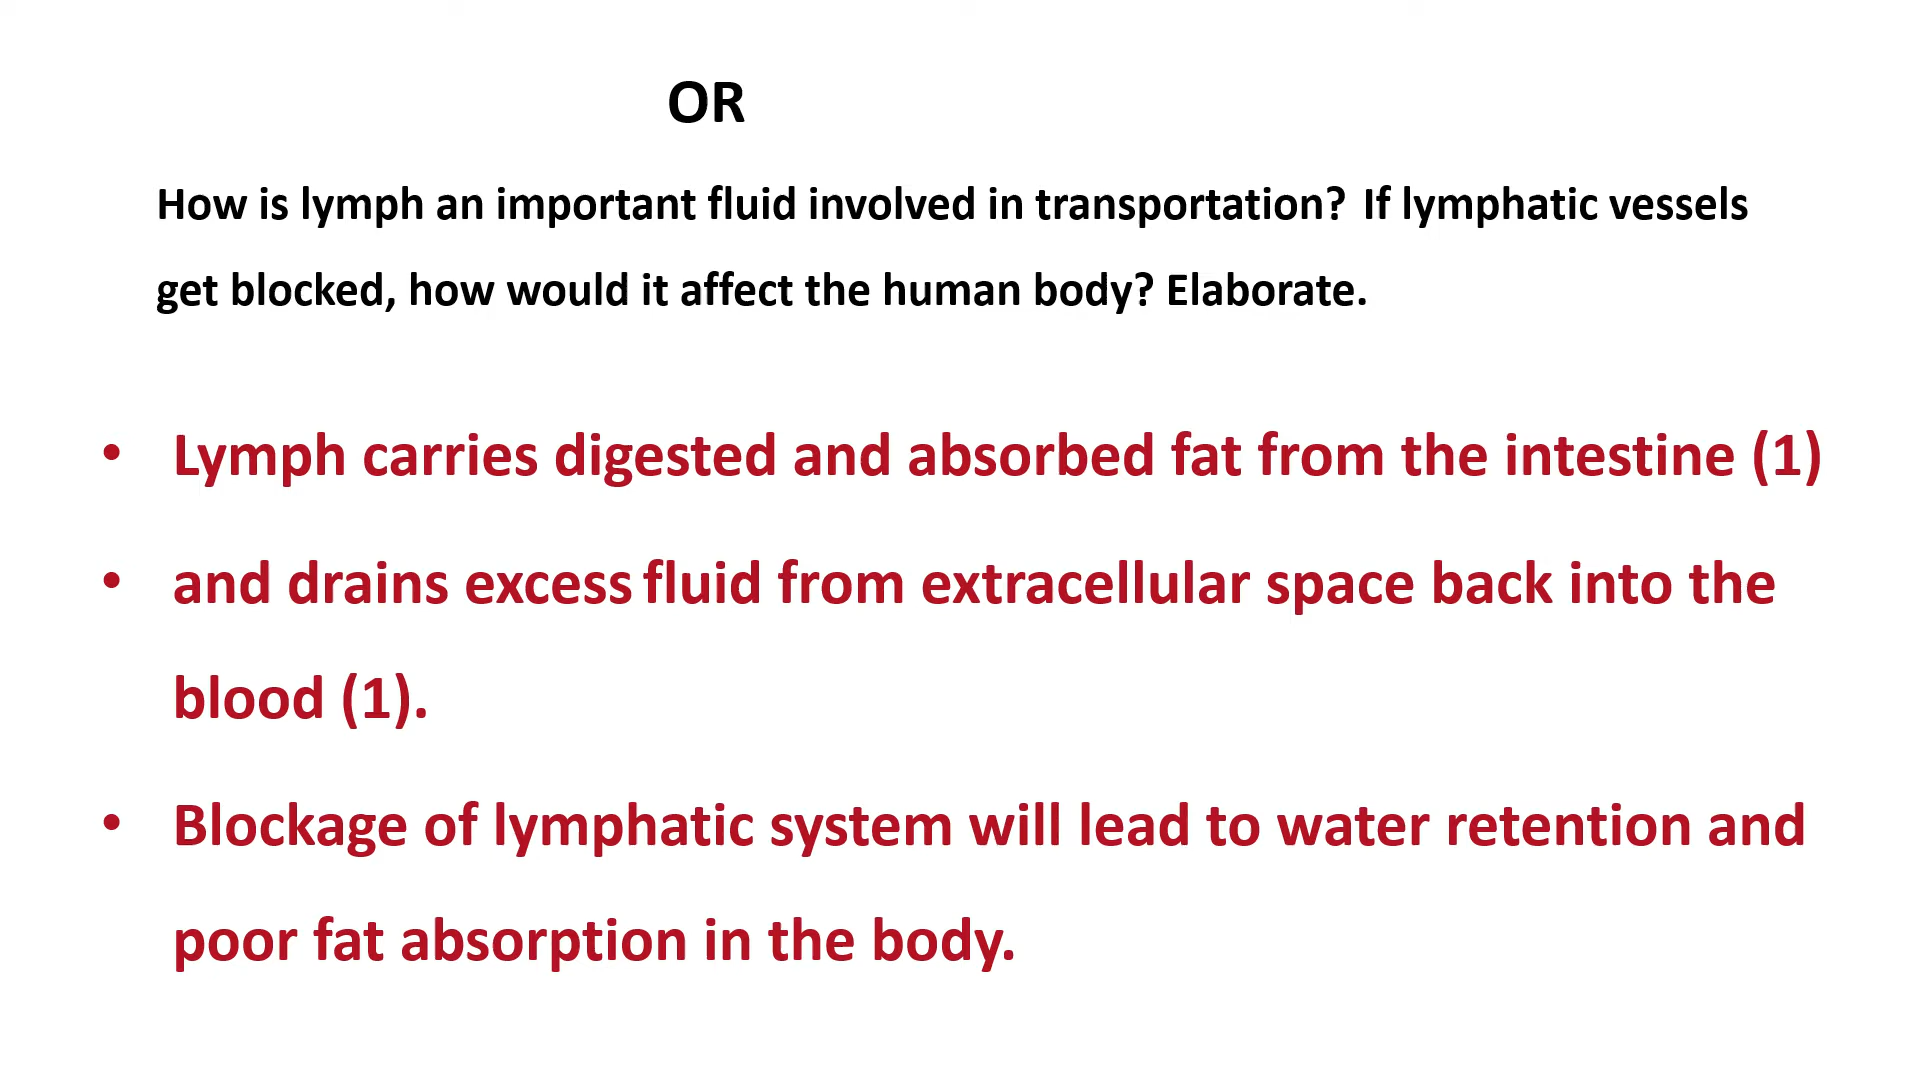 OR
How is lymph an important fluid involved in transportation? If lymphatic vessels
get blocked, how would it affect the human body? Elaborate.
• Lymph carries digested and absorbed fat from the intestine (1)
• and drains excess fluid from extracellular space back into the
blood (1).
• Blockage of lymphatic system will lead to water retention and
poor fat absorption in the body.